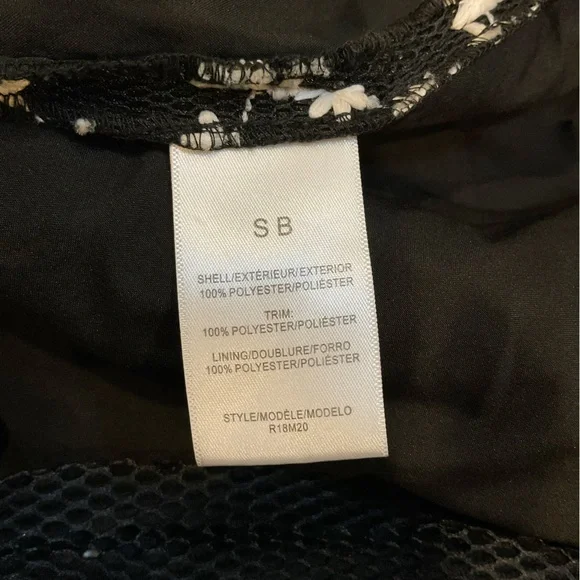 S B
SHELL/EXTÉRIEUR/EXTERIOR
100% POLYESTER/POLIÉSTER
TRIM:
100% POLYESTER/POLIÉSTER
LINING/DOUBLURE/FORRO
100% POLYESTER/POLIÉSTER
STYLE/MODÈLE/MODELO
R18M20